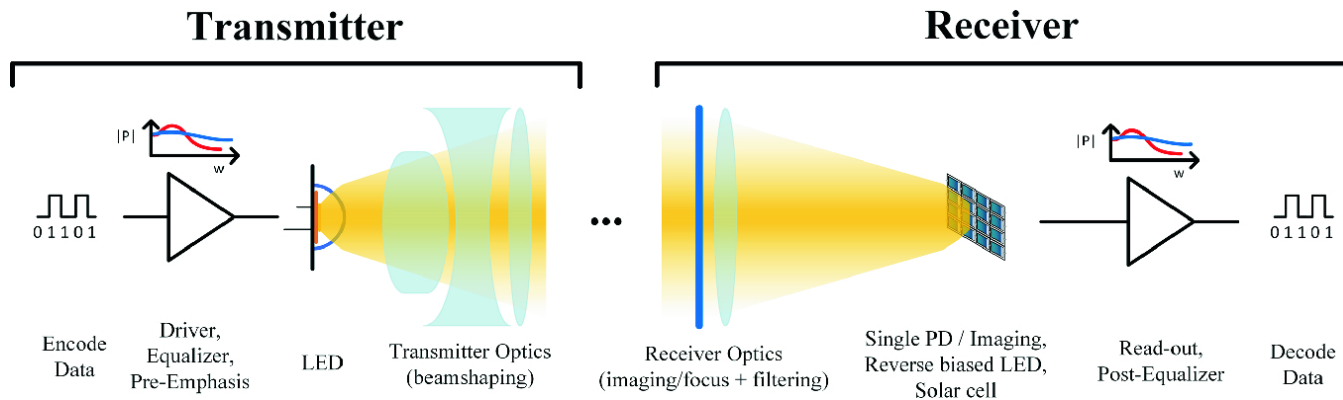 Transmitter
Receiver
|P|
w
0 1 1 0 1
|P|
w
0 1 1 0 1
Encode
Data
Driver,
Equalizer,
Pre-Emphasis
LED
Transmitter Optics
(beamshaping)
...
Receiver Optics
(imaging/focus + filtering)
Single PD / Imaging,
Reverse biased LED,
Solar cell
Read-out,
Post-Equalizer
Decode
Data